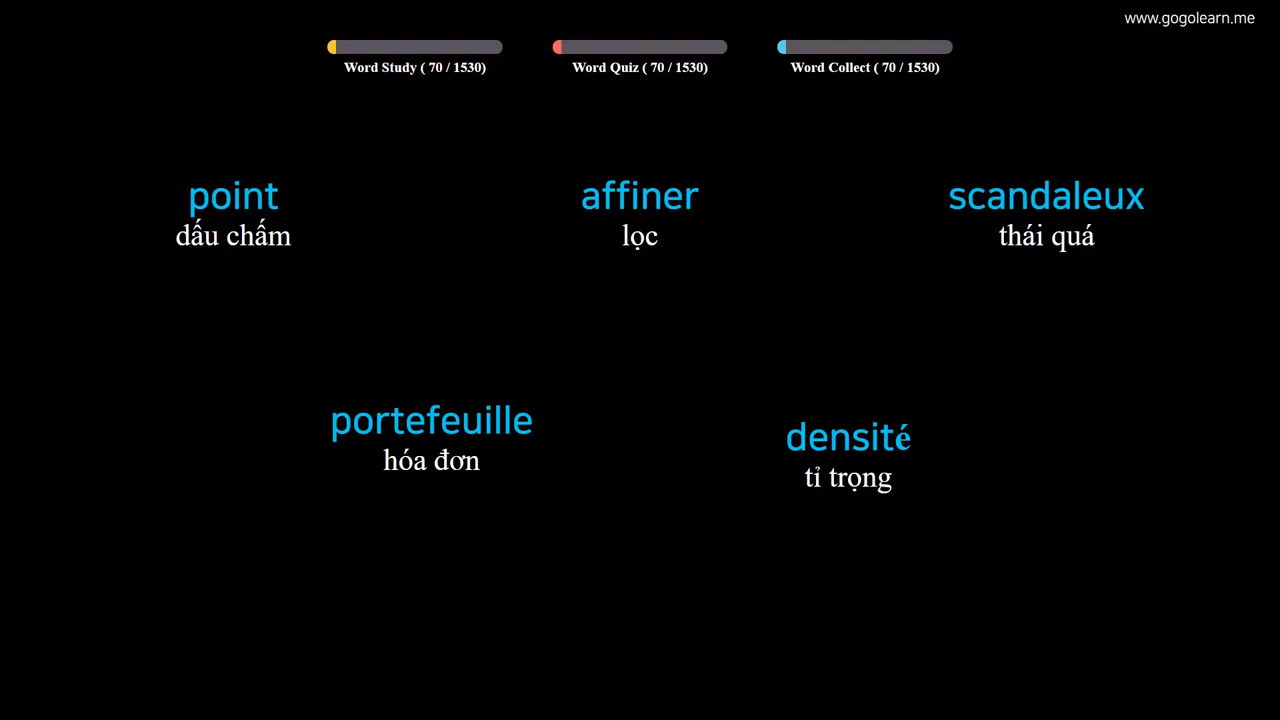 www.gogolearn.me
Word Study ( 70 / 1530)
Word Quiz ( 70 / 1530)
Word Collect ( 70 / 1530)
point
dấu chấm
affiner
lọc
scandaleux
thái quá
portefeuille
hóa đơn
densité
tỉ trọng